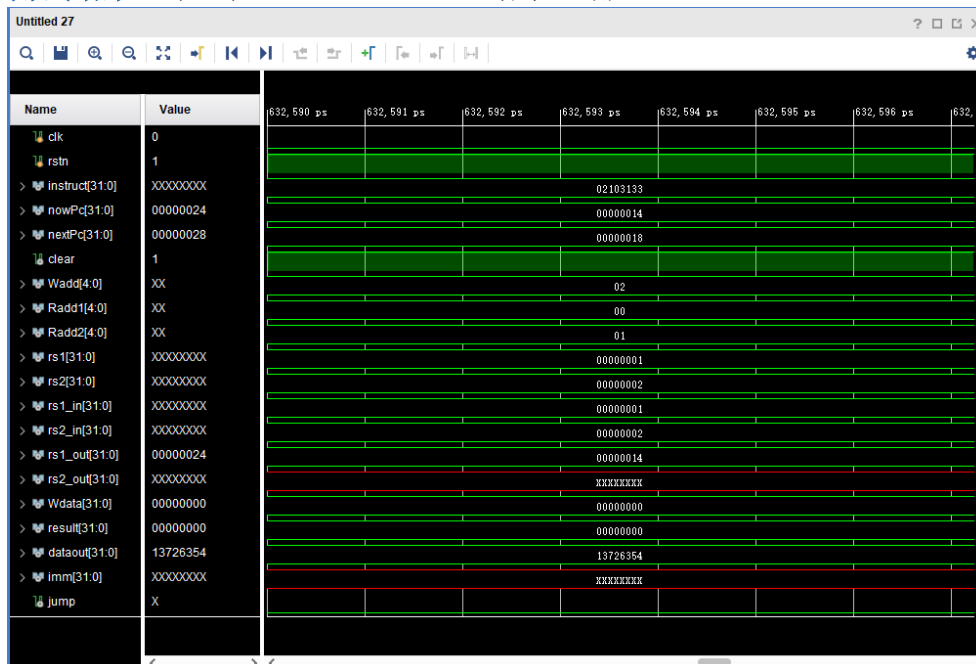 Untitled 27
Name Value 632,590 ps 632,591 ps 632,592 ps 632,593 ps 632,594 ps 632,595 ps 632,596 ps 632,
clk 0
rstn 1
instruct[31:0] XXXXXXXX 02103133
nowPc[31:0] 00000024 00000014
nextPc[31:0] 00000028 00000018
clear 1
Wadd[4:0] XX 02
Radd1[4:0] XX 00
Radd2[4:0] XX 01
rs1[31:0] XXXXXXXX 00000001
rs2[31:0] XXXXXXXX 00000002
rs1_in[31:0] XXXXXXXX 00000001
rs2_in[31:0] XXXXXXXX 00000002
rs1_out[31:0] 00000024 00000014
rs2_out[31:0] XXXXXXXX XXXXXXXX
Wdata[31:0] 00000000 00000000
result[31:0] 00000000 00000000
dataout[31:0] 13726354 13726354
imm[31:0] XXXXXXXX XXXXXXXX
jump X